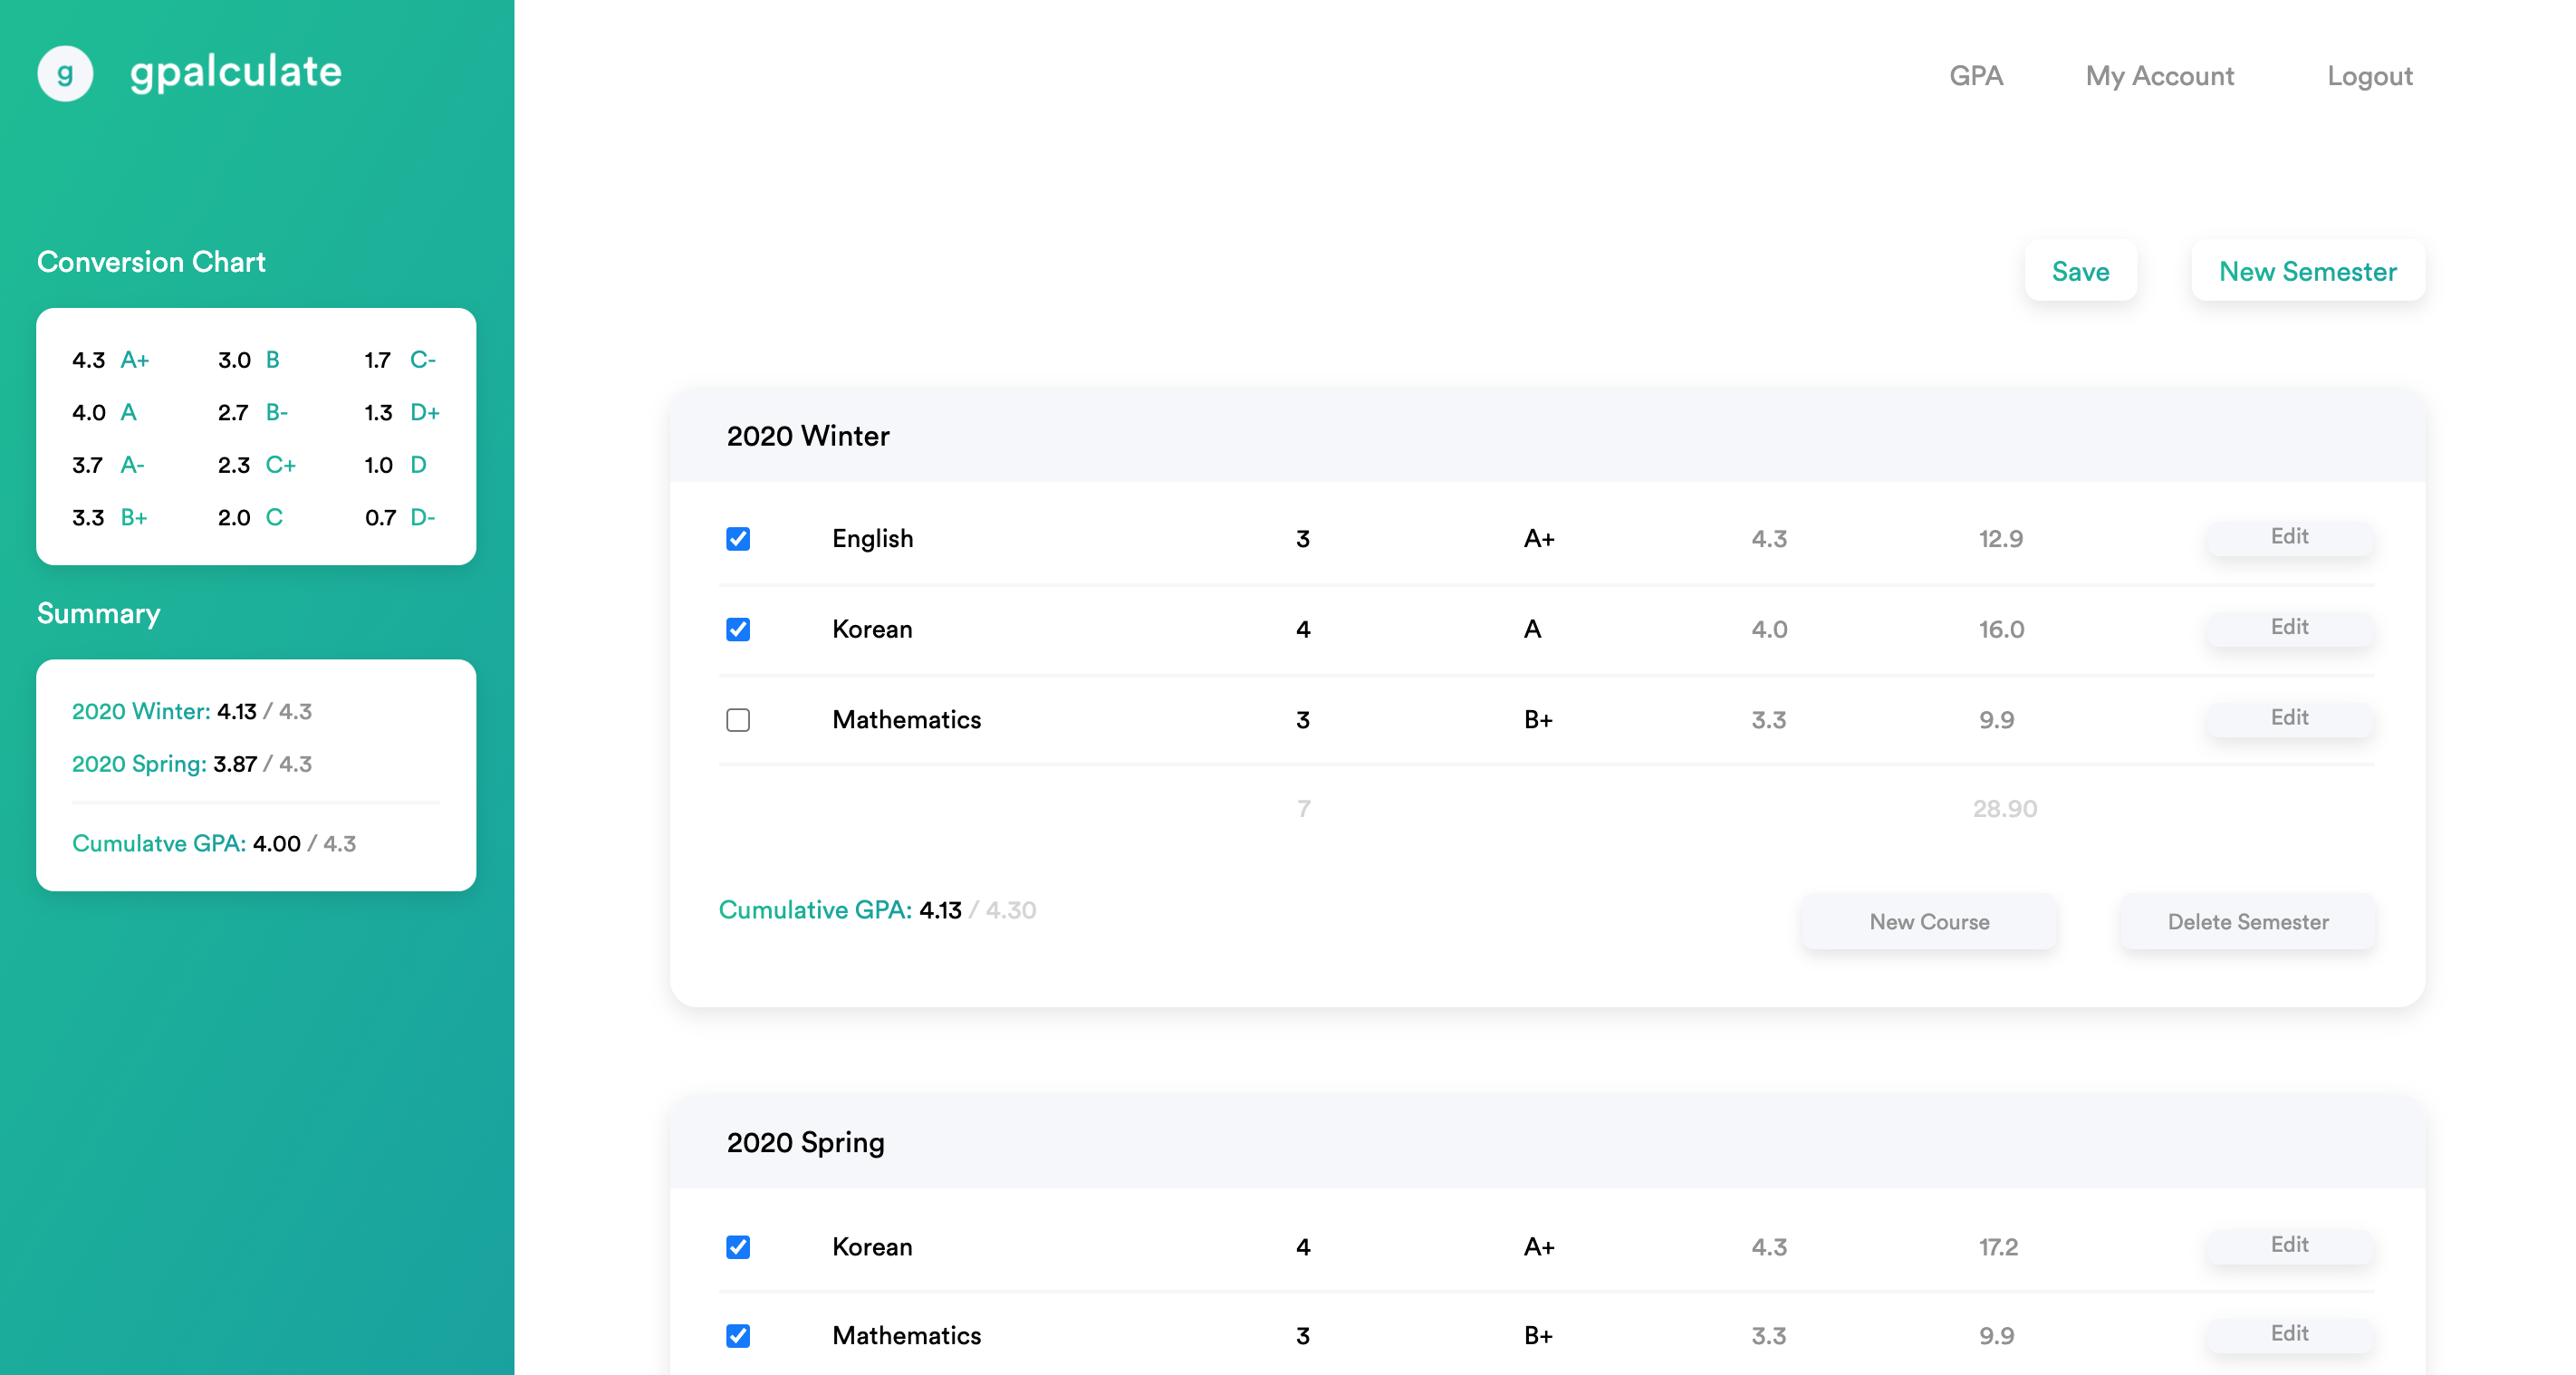 g gpalculate
GPA My Account Logout
Conversion Chart
Save New Semester
4.3 A+ 3.0 B 1.7 C-
4.0 A 2.7 B- 1.3 D+
3.7 A- 2.3 C+ 1.0 D
3.3 B+ 2.0 C 0.7 D-
Summary
2020 Winter: 4.13 / 4.3
2020 Spring: 3.87 / 4.3
Cumulatve GPA: 4.00 / 4.3
2020 Winter
English 3 A+ 4.3 12.9 Edit
Korean 4 A 4.0 16.0 Edit
Mathematics 3 B+ 3.3 9.9 Edit
7 28.90
Cumulative GPA: 4.13 / 4.30 New Course Delete Semester
2020 Spring
Korean 4 A+ 4.3 17.2 Edit
Mathematics 3 B+ 3.3 9.9 Edit